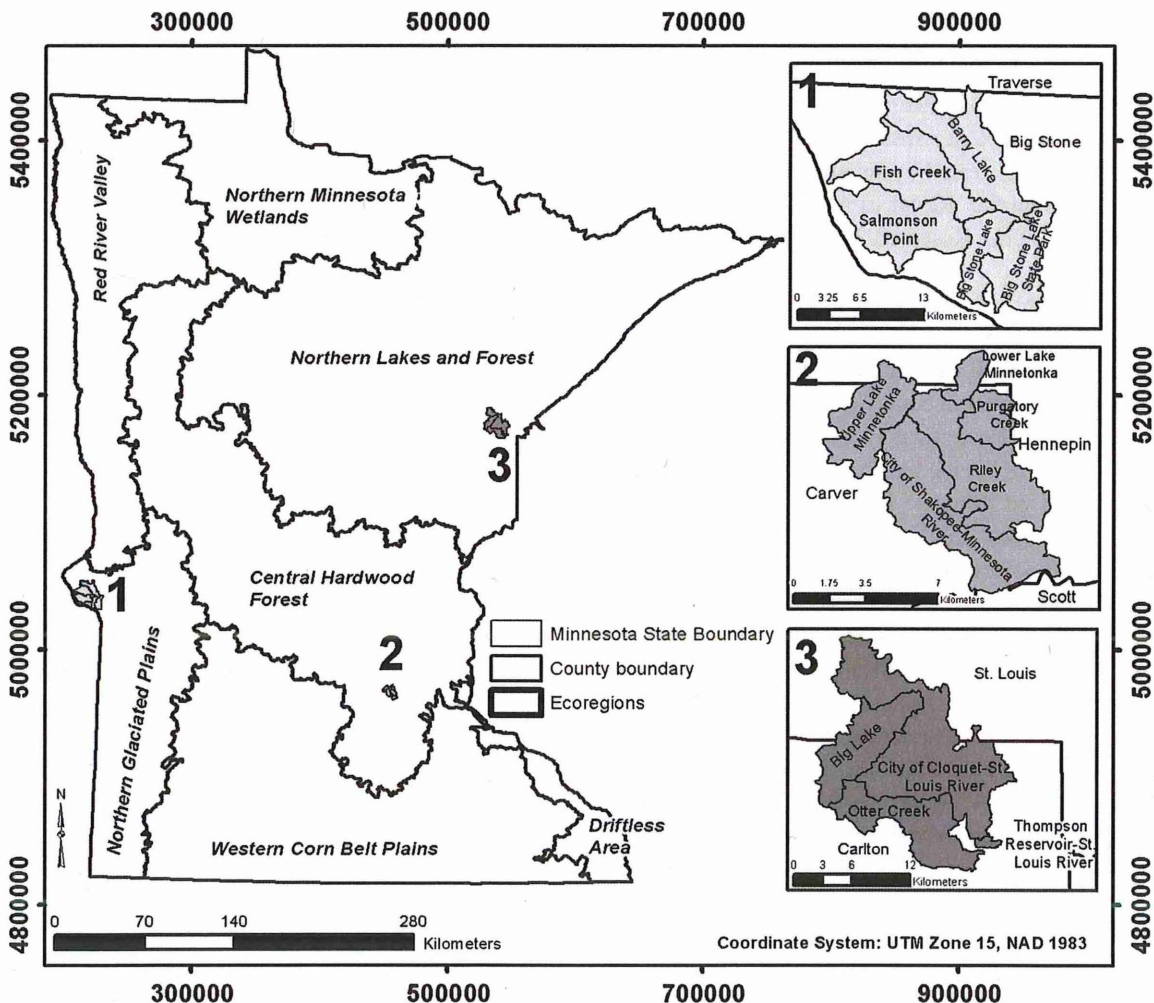 300000
500000
700000
900000
5400000
5200000
5000000
4800000
Red River Valley
Northern Minnesota
Wetlands
Northern Lakes and Forest
3
1
Central Hardwood
Forest
2
Northern Glaciated Plains
Western Corn Belt Plains
Driftless
Area
Minnesota State Boundary
County boundary
Ecoregions
N
0
70
140
280
Kilometers
Coordinate System: UTM Zone 15, NAD 1983
1
Traverse
Big Stone
Barry Lake
Fish Creek
Salmonson
Point
Big Stone Lake
Big Stone Lake
State Park
0
3.25
6.5
13
Kilometers
2
Lower Lake
Minnetonka
Upper Lake
Minnetonka
Purgatory
Creek
Hennepin
Riley
Creek
Carver
City of Shakopee-Minnesota
River
Scott
0
1.75
3.5
7
Kilometers
3
St. Louis
Big Lake
City of Cloquet-St.
Louis River
Otter Creek
Carlton
Thompson
Reservoir-St.
Louis River
0
3
6
12
Kilometers
5400000
5200000
5000000
4800000
300000
500000
700000
900000